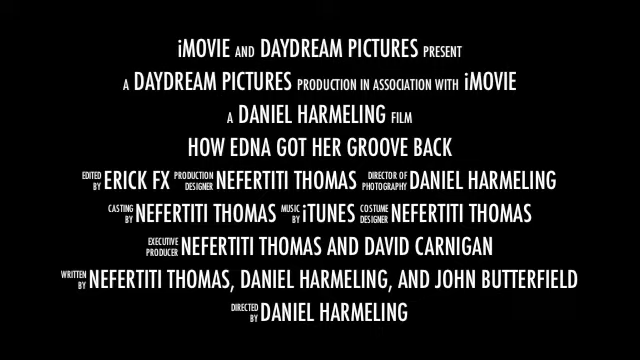 iMOVIE AND DAYDREAM PICTURES PRESENT
A DAYDREAM PICTURES PRODUCTION IN ASSOCIATION WITH iMOVIE
A DANIEL HARMELING FILM
HOW EDNA GOT HER GROOVE BACK
EDITED BY ERICK FX PRODUCTION DESIGNER NEFERTITI THOMAS DIRECTOR OF PHOTOGRAPHY DANIEL HARMELING
CASTING BY NEFERTITI THOMAS MUSIC BY iTUNES COSTUME DESIGNER NEFERTITI THOMAS
EXECUTIVE PRODUCER NEFERTITI THOMAS AND DAVID CARNIGAN
WRITTEN BY NEFERTITI THOMAS, DANIEL HARMELING, AND JOHN BUTTERFIELD
DIRECTED BY DANIEL HARMELING